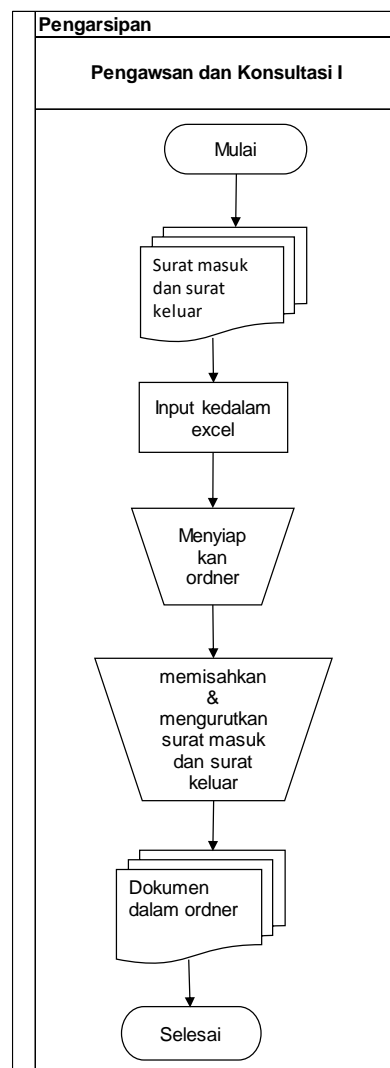 Pengarsipan
Pengawsan dan Konsultasi I
Mulai
Surat masuk
dan surat
keluar
Input kedalam
excel
Menyiap
kan
ordner
memisahkan
&
mengurutkan
surat masuk
dan surat
keluar
Dokumen
dalam ordner
Selesai